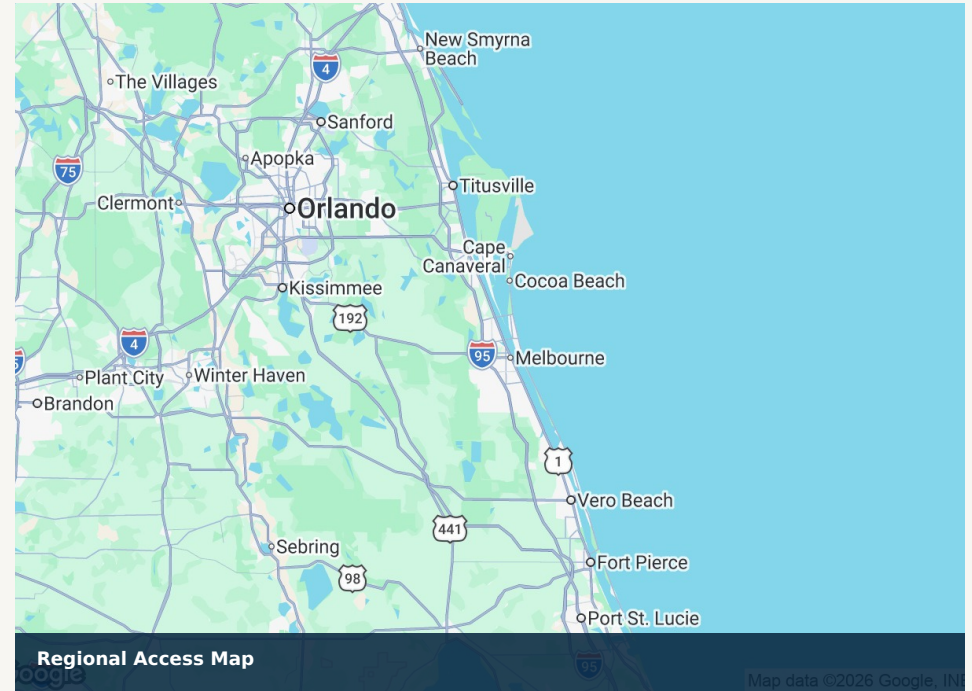 New Smyrna
Beach
4
The Villages
Sanford
Apopka
75
Titusville
Clermont
Orlando
Cape
Canaveral
Cocoa Beach
Kissimmee
192
4
95
Melbourne
Plant City
Winter Haven
Brandon
1
Vero Beach
441
Sebring
Fort Pierce
98
Port St. Lucie
Regional Access Map
95
Google
Map data ©2026 Google, INE